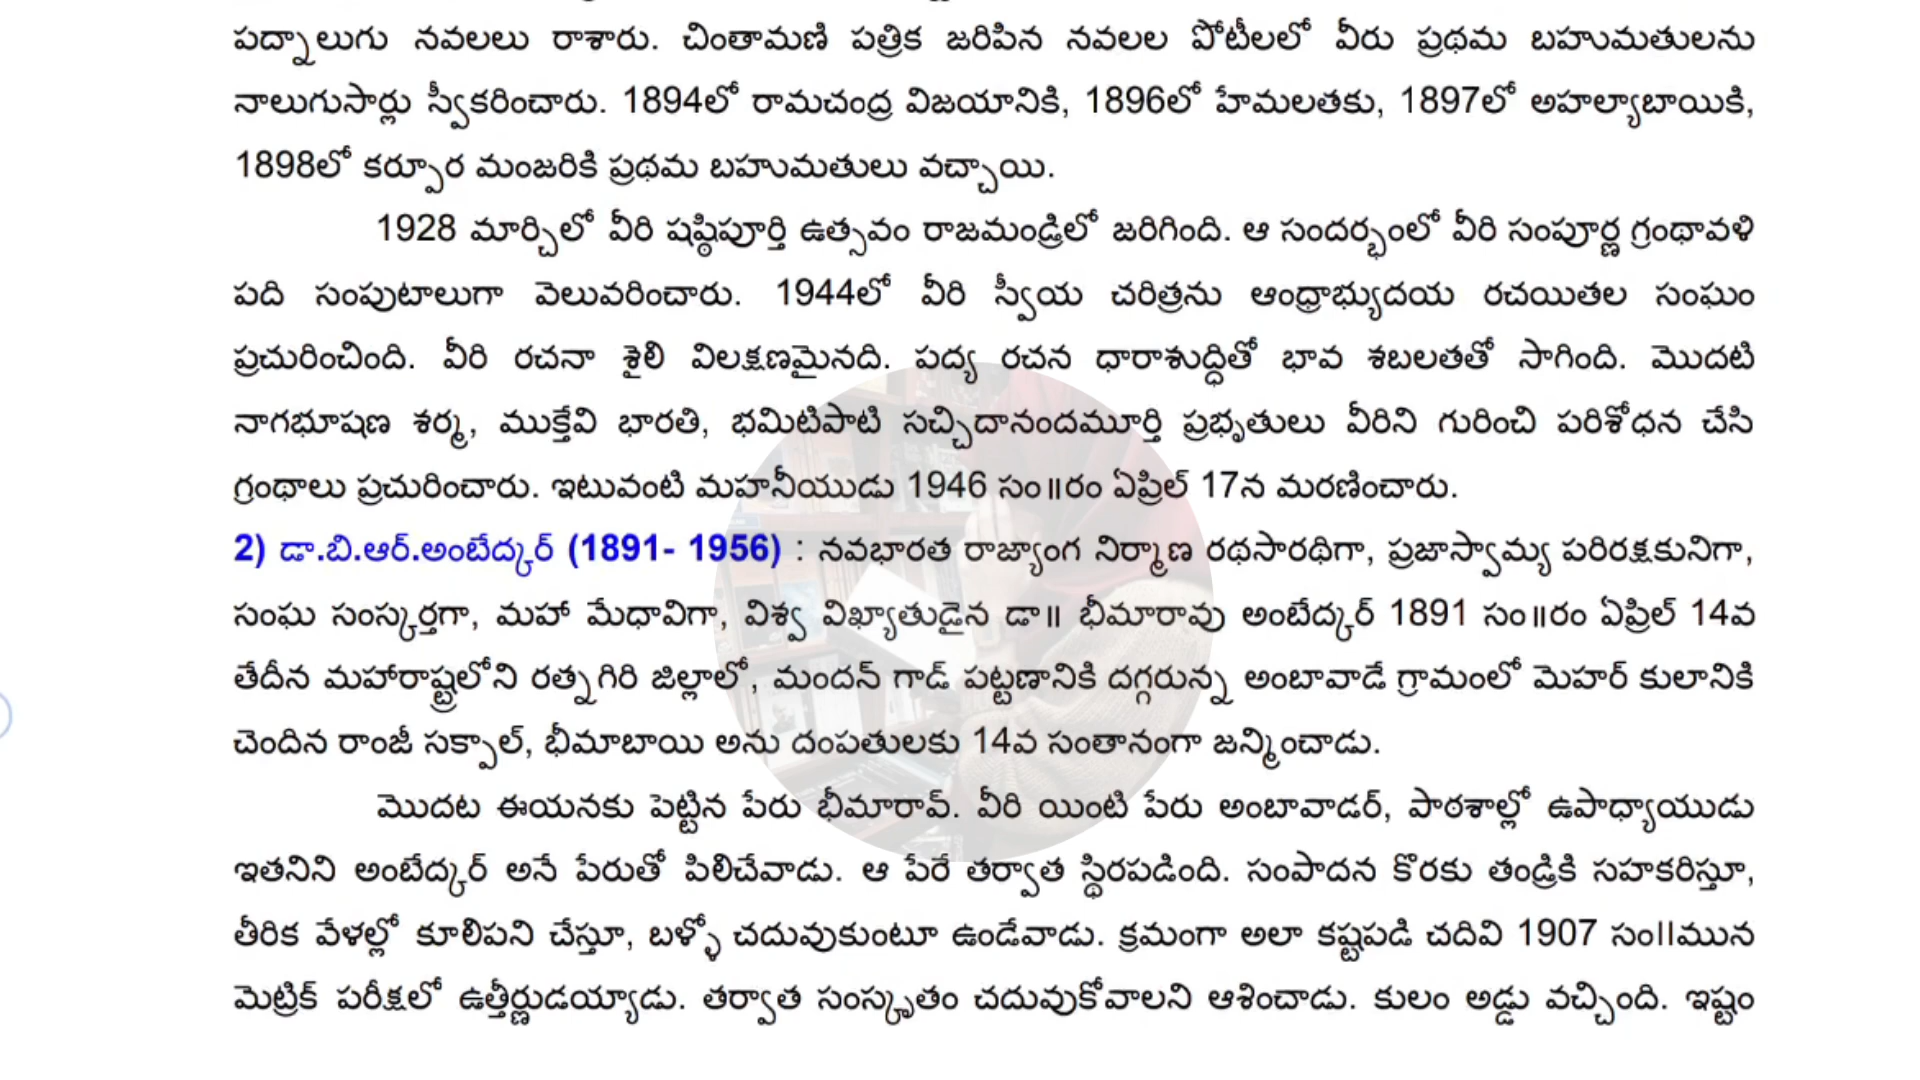 పద్నాలుగు నవలలు రాశారు. చింతామణి పత్రిక జరిపిన నవలల పోటీలలో వీరు ప్రథమ బహుమతులను
నాలుగుసార్లు స్వీకరించారు. 1894లో రామచంద్ర విజయానికి, 1896లో హేమలతకు, 1897లో అహల్యాబాయికి,
1898లో కర్పూర మంజరికి ప్రథమ బహుమతులు వచ్చాయి.
1928 మార్చిలో వీరి షష్ఠిపూర్తి ఉత్సవం రాజమండ్రిలో జరిగింది. ఆ సందర్భంలో వీరి సంపూర్ణ గ్రంథావళి
పది సంపుటాలుగా వెలువరించారు. 1944లో వీరి స్వీయ చరిత్రను ఆంధ్రాభ్యుదయ రచయితల సంఘం
ప్రచురించింది. వీరి రచనా శైలి విలక్షణమైనది. పద్య రచన ధారాశుద్ధితో భావ శబలతతో సాగింది. మొదటి
నాగభూషణ శర్మ, ముక్తేవి భారతి, భమిటిపాటి సచ్చిదానందమూర్తి ప్రభృతులు వీరిని గురించి పరిశోధన చేసి
గ్రంథాలు ప్రచురించారు. ఇటువంటి మహనీయుడు 1946 సం॥రం ఏప్రిల్ 17న మరణించారు.
2) డా.బి.ఆర్.అంబేద్కర్ (1891- 1956) : నవభారత రాజ్యాంగ నిర్మాణ రథసారథిగా, ప్రజాస్వామ్య పరిరక్షకునిగా,
సంఘ సంస్కర్తగా, మహా మేధావిగా, విశ్వ విఖ్యాతుడైన డా॥ భీమారావు అంబేద్కర్ 1891 సం॥రం ఏప్రిల్ 14వ
తేదీన మహారాష్ట్రలోని రత్నగిరి జిల్లాలో, మందన్ గాడ్ పట్టణానికి దగ్గరున్న అంబావాడే గ్రామంలో మెహర్ కులానికి
చెందిన రాంజీ సక్పాల్, భీమాబాయి అను దంపతులకు 14వ సంతానంగా జన్మించాడు.
మొదట ఈయనకు పెట్టిన పేరు భీమారావ్. వీరి యింటి పేరు అంబావాడర్, పాఠశాల్లో ఉపాధ్యాయుడు
ఇతనిని అంబేద్కర్ అనే పేరుతో పిలిచేవాడు. ఆ పేరే తర్వాత స్థిరపడింది. సంపాదన కొరకు తండ్రికి సహకరిస్తూ,
తీరిక వేళల్లో కూలిపని చేస్తూ, బళ్ళో చదువుకుంటూ ఉండేవాడు. క్రమంగా అలా కష్టపడి చదివి 1907 సం||మున
మెట్రిక్ పరీక్షలో ఉత్తీర్ణుడయ్యాడు. తర్వాత సంస్కృతం చదువుకోవాలని ఆశించాడు. కులం అడ్డు వచ్చింది. ఇష్టం